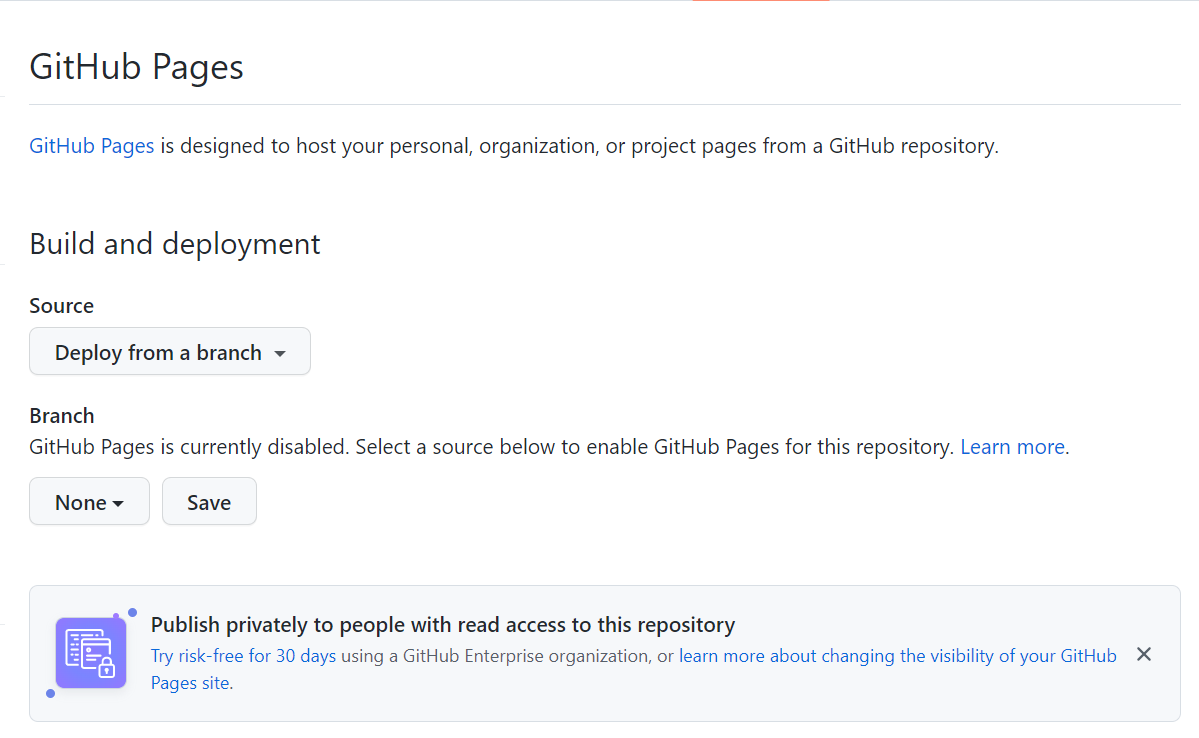 GitHub Pages
GitHub Pages is designed to host your personal, organization, or project pages from a GitHub repository.
Build and deployment
Source
Deploy from a branch
Branch
GitHub Pages is currently disabled. Select a source below to enable GitHub Pages for this repository. Learn more.
None
Save
Publish privately to people with read access to this repository
Try risk-free for 30 days using a GitHub Enterprise organization, or learn more about changing the visibility of your GitHub
Pages site.